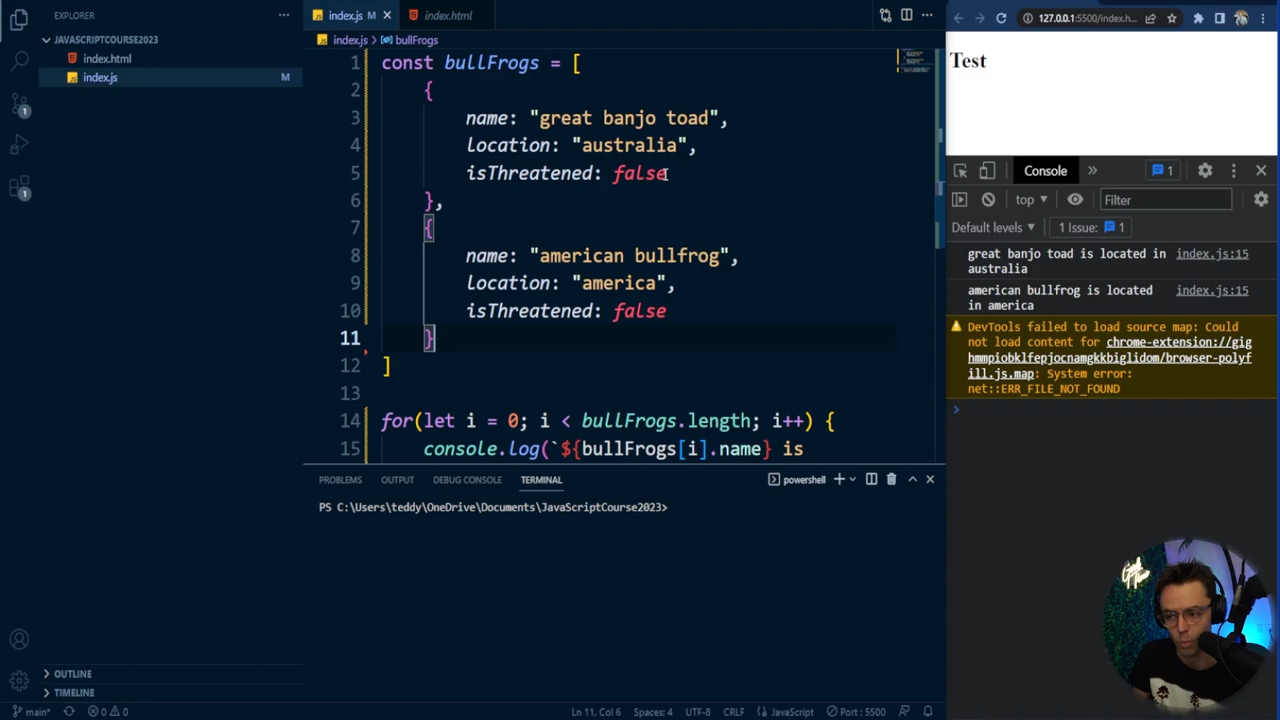 EXPLORER
JAVASCRIPTCOURSE2023
index.html
index.js M
index.js M
index.html
index.js > bullFrogs
1 const bullFrogs = [
2 {
3 name: "great banjo toad",
4 location: "australia",
5 isThreatened: false
6 },
7 {
8 name: "american bullfrog",
9 location: "america",
10 isThreatened: false
11 }
12 ]
13
14 for(let i = 0; i < bullFrogs.length; i++) {
15 console.log(`${bullFrogs[i].name} is
PROBLEMS OUTPUT DEBUG CONSOLE TERMINAL powershell
PS C:\Users\teddy\OneDrive\Documents\JavaScriptCourse2023>
OUTLINE
TIMELINE
main* 0 0 Ln 11, Col 6 Spaces: 4 UTF-8 CRLF JavaScript Port : 5500
127.0.0.1:5500/index.h...
Test
Console 1
top Filter
Default levels 1 Issue: 1
great banjo toad is located in index.js:15
australia
american bullfrog is located index.js:15
in america
DevTools failed to load source map: Could
not load content for chrome-extension://gig
hmmpiobklfepjocnamgkkbiglidom/browser-polyf
ill.js.map: System error:
net::ERR_FILE_NOT_FOUND